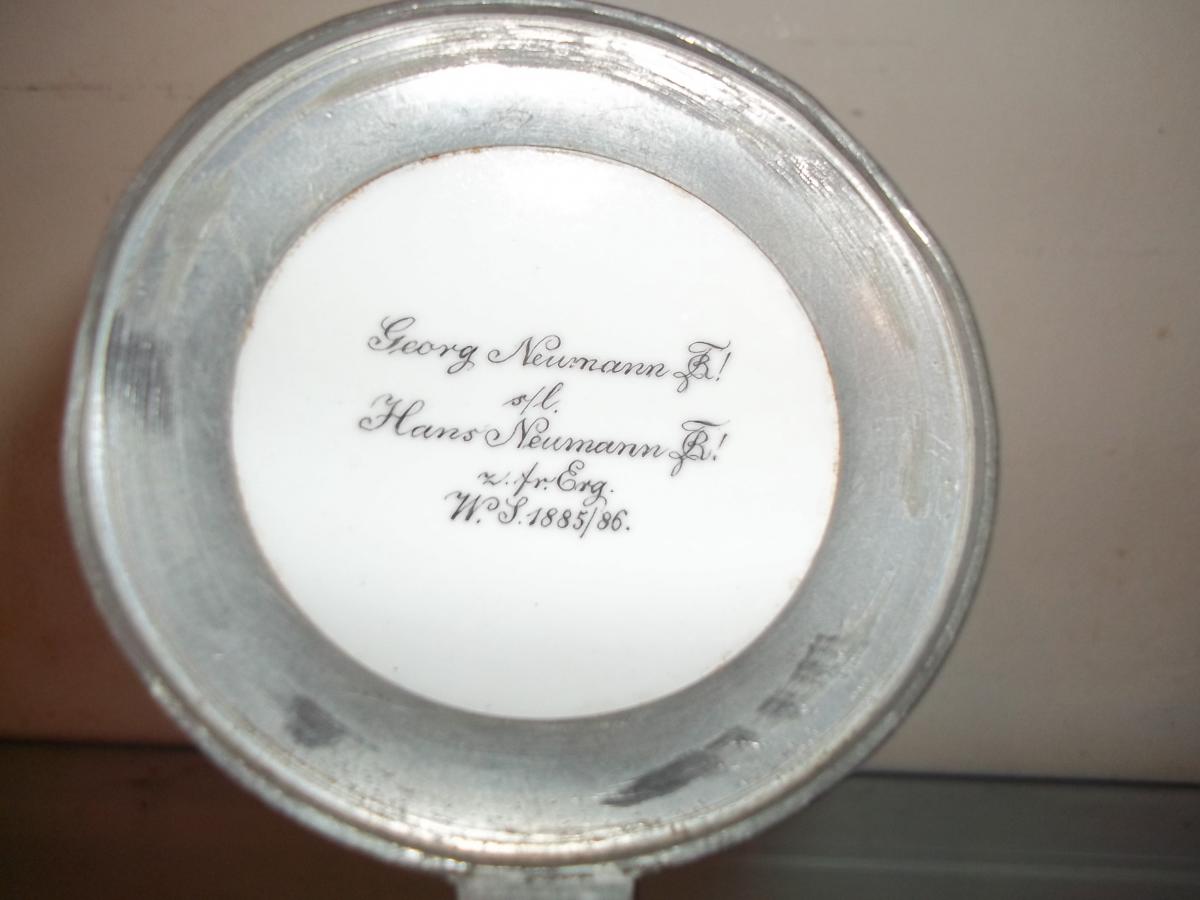 Georg Neumann !
s/l.
Hans Neumann !
z. fr. Erg.
W. S. 1885/86.